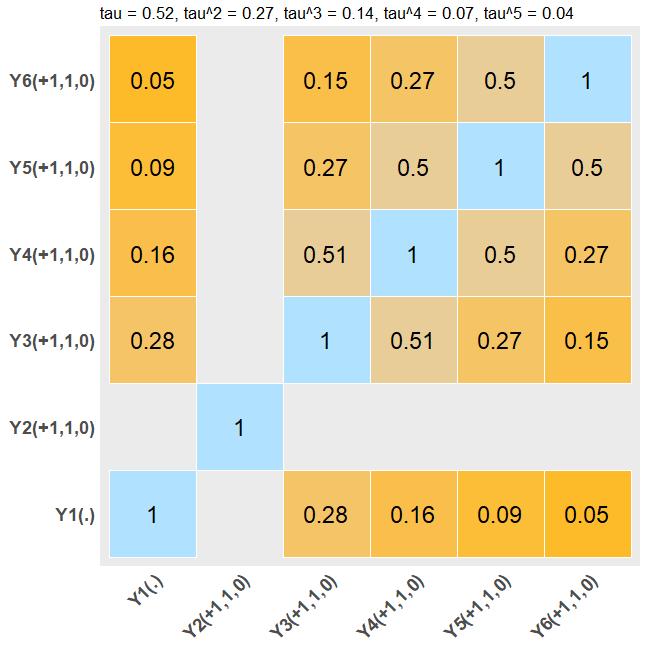 tau = 0.52, tau^2 = 0.27, tau^3 = 0.14, tau^4 = 0.07, tau^5 = 0.04
Y6(+1,1,0) 0.05 0.15 0.27 0.5 1
Y5(+1,1,0) 0.09 0.27 0.5 1 0.5
Y4(+1,1,0) 0.16 0.51 1 0.5 0.27
Y3(+1,1,0) 0.28 1 0.51 0.27 0.15
Y2(+1,1,0) 1
Y1(.) 1 0.28 0.16 0.09 0.05
Y1(.) Y2(+1,1,0) Y3(+1,1,0) Y4(+1,1,0) Y5(+1,1,0) Y6(+1,1,0)